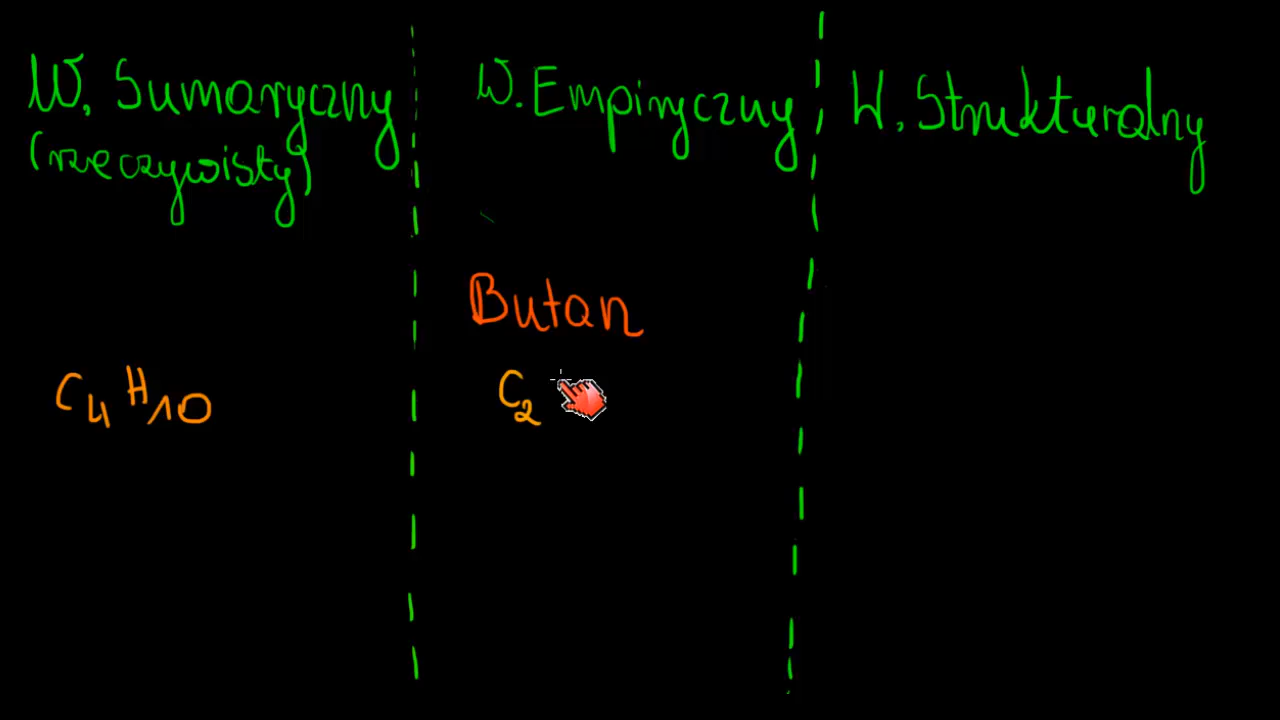 W. Sumaryczny
(rzeczywisty)
W. Empiryczny
W. Strukturalny
Butan
C4H10
C2